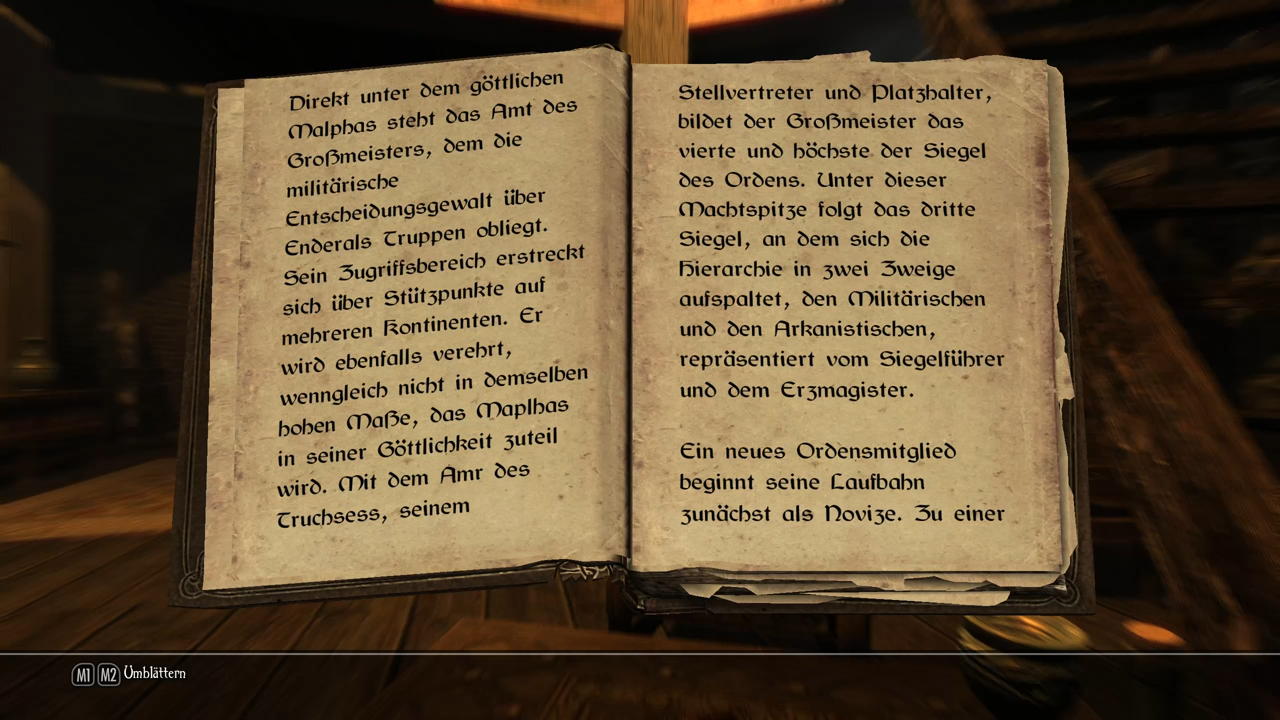 Direkt unter dem göttlichen
Malphas steht das Amt des
Großmeisters, dem die
militärische
Entscheidungsgewalt über
Enderals Truppen obliegt.
Sein Zugriffsbereich erstreckt
sich über Stützpunkte auf
mehreren Kontinenten. Er
wird ebenfalls verehrt,
wenngleich nicht in demselben
hohen Maße, das Maplhas
in seiner Göttlichkeit zuteil
wird. Mit dem Amr des
Truchsess, seinem
Stellvertreter und Platzhalter,
bildet der Großmeister das
vierte und höchste der Siegel
des Ordens. Unter dieser
Machtspitze folgt das dritte
Siegel, an dem sich die
Hierarchie in zwei Zweige
aufspaltet, den Militärischen
und den Arkanistischen,
repräsentiert vom Siegelführer
und dem Erzmagister.
Ein neues Ordensmitglied
beginnt seine Laufbahn
zunächst als Novize. Zu einer
M1 M2 Umblättern